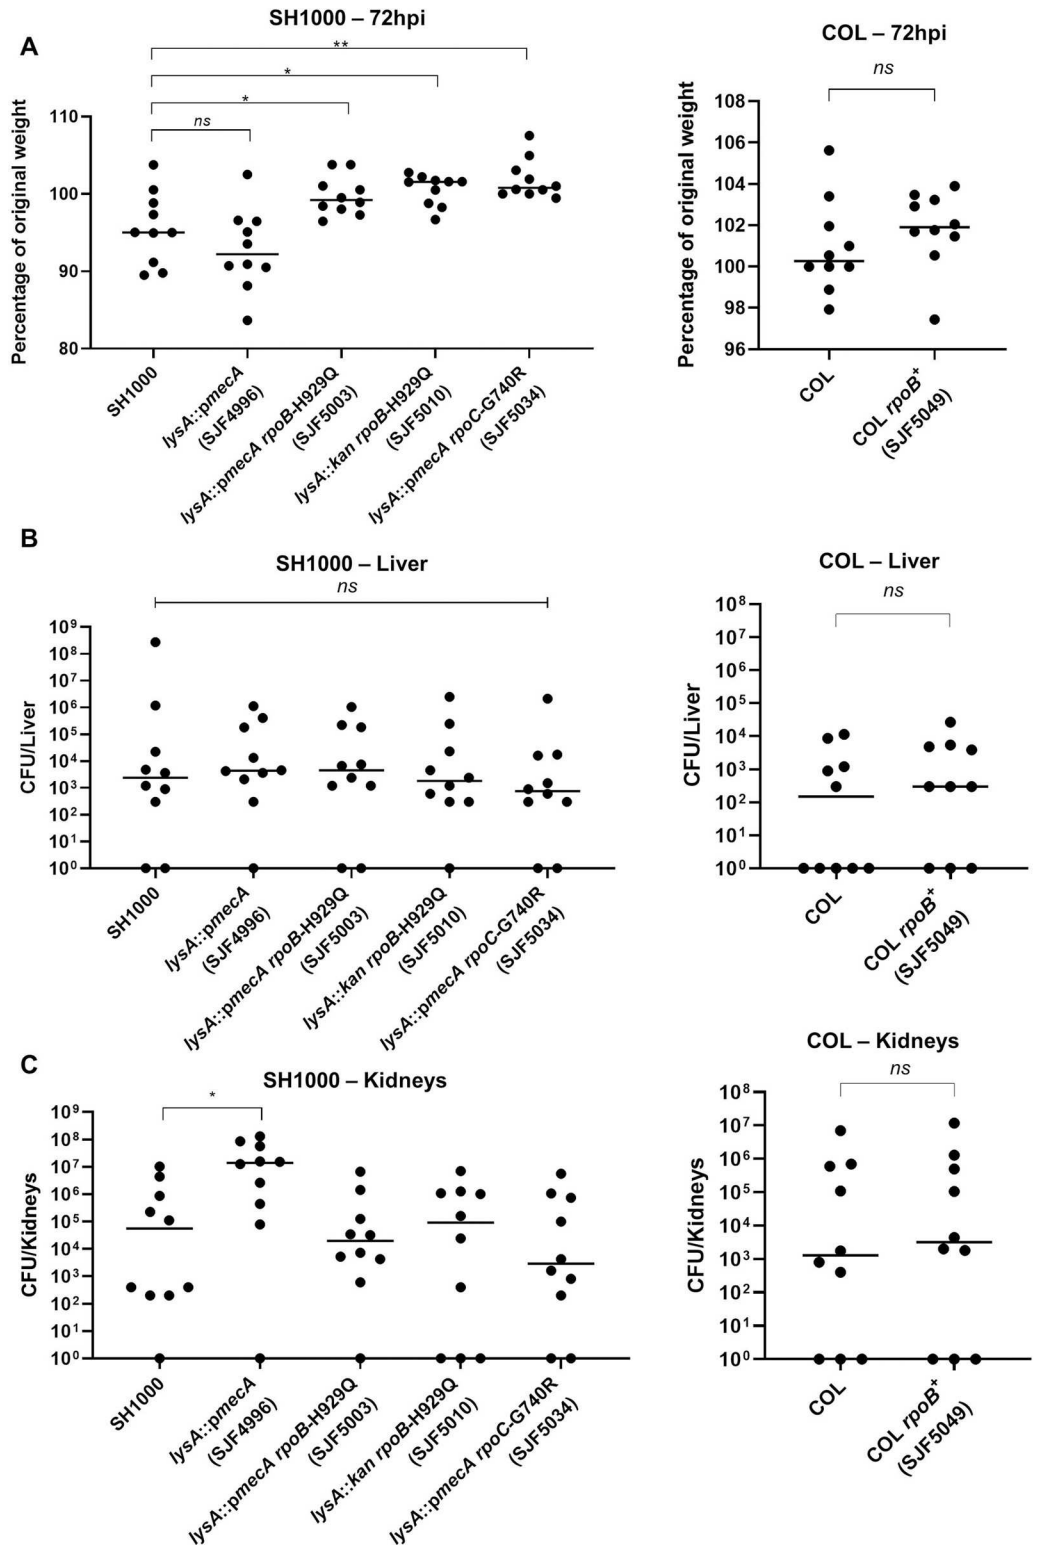 A
SH1000 – 72hpi
**
*
*
ns
Percentage of original weight
110
100
90
80
SH1000
lysA::pmecA
(SJF4996)
lysA::pmecA rpoB-H929Q
(SJF5003)
lysA::kan rpoB-H929Q
(SJF5010)
lysA::pmecA rpoC-G740R
(SJF5034)
COL – 72hpi
ns
Percentage of original weight
108
106
104
102
100
98
96
COL
COL rpoB⁺
(SJF5049)
B
SH1000 – Liver
ns
CFU/Liver
10⁹
10⁸
10⁷
10⁶
10⁵
10⁴
10³
10²
10¹
10⁰
SH1000
lysA::pmecA
(SJF4996)
lysA::pmecA rpoB-H929Q
(SJF5003)
lysA::kan rpoB-H929Q
(SJF5010)
lysA::pmecA rpoC-G740R
(SJF5034)
COL – Liver
ns
CFU/Liver
10⁸
10⁷
10⁶
10⁵
10⁴
10³
10²
10¹
10⁰
COL
COL rpoB⁺
(SJF5049)
C
SH1000 – Kidneys
*
CFU/Kidneys
10⁹
10⁸
10⁷
10⁶
10⁵
10⁴
10³
10²
10¹
10⁰
SH1000
lysA::pmecA
(SJF4996)
lysA::pmecA rpoB-H929Q
(SJF5003)
lysA::kan rpoB-H929Q
(SJF5010)
lysA::pmecA rpoC-G740R
(SJF5034)
COL – Kidneys
ns
CFU/Kidneys
10⁸
10⁷
10⁶
10⁵
10⁴
10³
10²
10¹
10⁰
COL
COL rpoB⁺
(SJF5049)